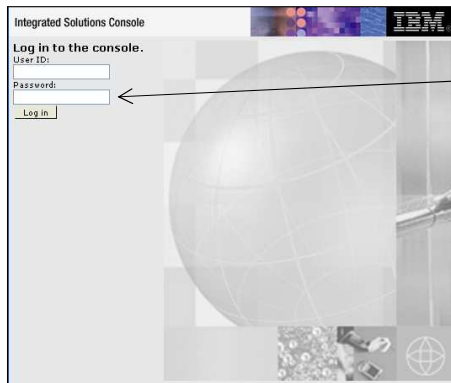 Integrated Solutions Console
IBM
Log in to the console.
User ID:
Password:
Log in